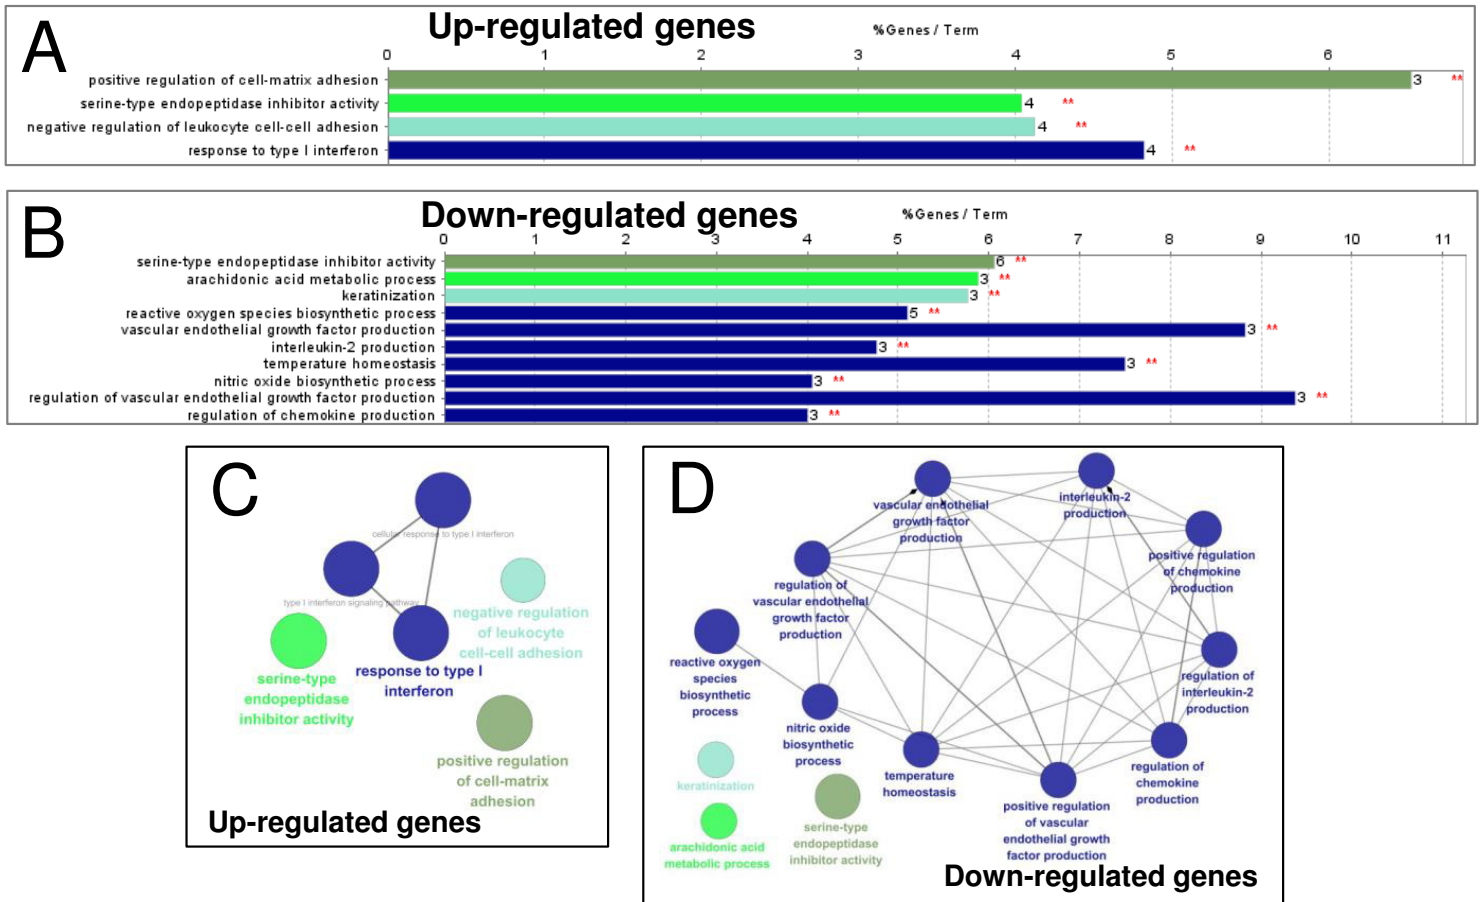 A
Up-regulated genes
%Genes / Term
0 1 2 3 4 5 6
positive regulation of cell-matrix adhesion 3 **
serine-type endopeptidase inhibitor activity 4 **
negative regulation of leukocyte cell-cell adhesion 4 **
response to type I interferon 4 **
B
Down-regulated genes
%Genes / Term
0 1 2 3 4 5 6 7 8 9 10 11
serine-type endopeptidase inhibitor activity 6 **
arachidonic acid metabolic process 3 **
keratinization 3 **
reactive oxygen species biosynthetic process 5 **
vascular endothelial growth factor production 3 **
interleukin-2 production 3 **
temperature homeostasis 3 **
nitric oxide biosynthetic process 3 **
regulation of vascular endothelial growth factor production 3 **
regulation of chemokine production 3 **
C
cellular response to type I interferon
type I interferon signaling pathway
negative regulation
of leukocyte
cell-cell adhesion
response to type I
interferon
serine-type
endopeptidase
inhibitor activity
positive regulation
of cell-matrix
adhesion
Up-regulated genes
D
vascular endothelial
growth factor
production
interleukin-2
production
positive regulation
of chemokine
production
regulation of
vascular endothelial
growth factor
production
reactive oxygen
species
biosynthetic
process
regulation of
interleukin-2
production
nitric oxide
biosynthetic
process
temperature
homeostasis
regulation of
chemokine
production
positive regulation
of vascular
endothelial growth
factor production
keratinization
serine-type
endopeptidase
inhibitor activity
arachidonic acid
metabolic process
Down-regulated genes